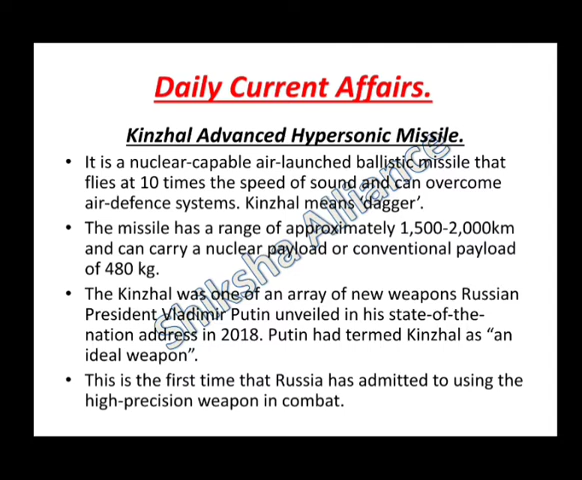 Daily Current Affairs.
Kinzhal Advanced Hypersonic Missile.
• It is a nuclear-capable air-launched ballistic missile that
flies at 10 times the speed of sound and can overcome
air-defence systems. Kinzhal means 'dagger'.
• The missile has a range of approximately 1,500-2,000km
and can carry a nuclear payload or conventional payload
of 480 kg.
• The Kinzhal was one of an array of new weapons Russian
President Vladimir Putin unveiled in his state-of-the-
nation address in 2018. Putin had termed Kinzhal as “an
ideal weapon”.
• This is the first time that Russia has admitted to using the
high-precision weapon in combat.
Shiksha Alliance